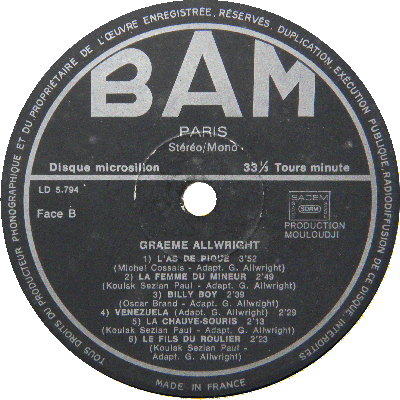 TOUS DROITS DU PRODUCTEUR PHONOGRAPHIQUE ET DU PROPRIÉTAIRE DE L'ŒUVRE ENREGISTRÉE, RÉSERVÉS, DUPLICATION, EXÉCUTION PUBLIQUE, RADIODIFFUSION DE CE DISQUE, INTERDITES
BAM
PARIS
Stéréo/Mono
Disque microsillon 33⅓ Tours minute
LD 5.794
SACEM
SDRM
Face B
PRODUCTION
MOULOUDJI
GRAEME ALLWRIGHT
1) L'AS DE PIQUE 3'52
(Michel Cossais - Adapt. G. Allwright)
2) LA FEMME DU MINEUR 2'49
(Koulak Sezian Paul - Adapt. G. Allwright)
3) BILLY BOY 2'39
(Oscar Brand - Adapt. G. Allwright)
4) VENEZUELA (Adapt. G. Allwright) 2'29
5) LA CHAUVE-SOURIS 2'13
(Koulak Sezian Paul - Adapt. G. Allwright)
6) LE FILS DU ROULIER 2'23
(Koulak Sezian Paul -
Adapt. G. Allwright)
MADE IN FRANCE